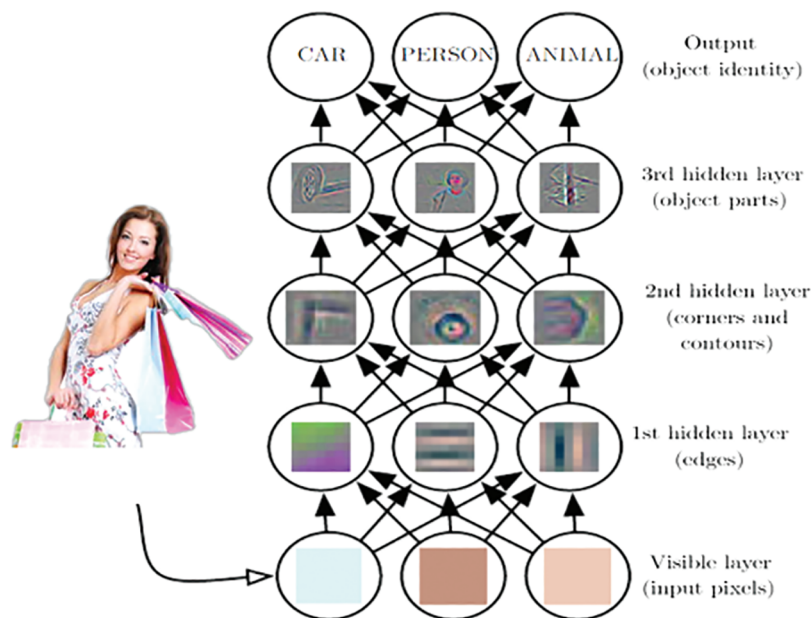 CAR PERSON ANIMAL
Output
(object identity)
3rd hidden layer
(object parts)
2nd hidden layer
(corners and
contours)
1st hidden layer
(edges)
Visible layer
(input pixels)